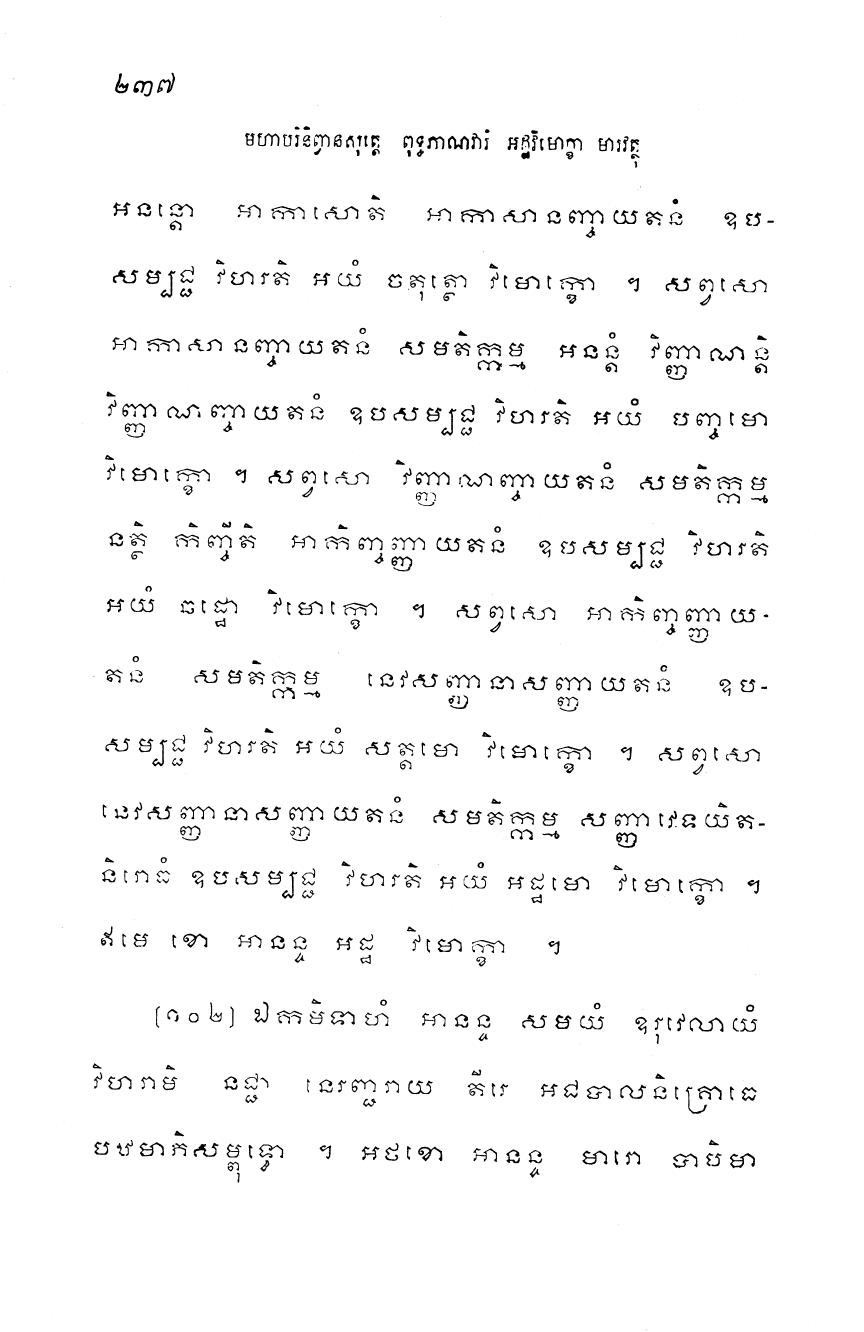 ២៣៧
មហាបរិនិព្វានសុត្តេ ពុទ្ធភាណវារំ អដ្ឋវិមោក្ខា មារវត្ថុ
អនន្តោ អាកាសោតិ អាកាសានញ្ចាយតនំ ឧប-
សម្បជ្ជ វិហរតិ អយំ ចតុត្ថោ វិមោក្ខោ ។ សព្វសោ
អាកាសានញ្ចាយតនំ សមតិក្កម្ម អនន្តំ វិញ្ញាណន្តិ
វិញ្ញាណញ្ចាយតនំ ឧបសម្បជ្ជ វិហរតិ អយំ បញ្ចមោ
វិមោក្ខោ ។ សព្វសោ វិញ្ញាណញ្ចាយតនំ សមតិក្កម្ម
នត្ថិ កិញ្ចីតិ អាកិញ្ចញ្ញាយតនំ ឧបសម្បជ្ជ វិហរតិ
អយំ ឆដ្ឋោ វិមោក្ខោ ។ សព្វសោ អាកិញ្ចញ្ញាយ-
តនំ សមតិក្កម្ម នេវសញ្ញានាសញ្ញាយតនំ ឧប-
សម្បជ្ជ វិហរតិ អយំ សត្តមោ វិមោក្ខោ ។ សព្វសោ
នេវសញ្ញានាសញ្ញាយតនំ សមតិក្កម្ម សញ្ញាវេទយិត-
និរោធំ ឧបសម្បជ្ជ វិហរតិ អយំ អដ្ឋមោ វិមោក្ខោ ។
ឥមេ ខោ អានន្ទ អដ្ឋ វិមោក្ខា ។
[១០២] ឯកមិទាហំ អានន្ទ សមយំ ឧរុវេលាយំ
វិហរាមិ នជ្ជា នេរញ្ជរាយ តីរេ អជបាលនិគ្រោធេ
បឋមាភិសម្ពុទ្ធោ ។ អថខោ អានន្ទ មារោ បាបិមា